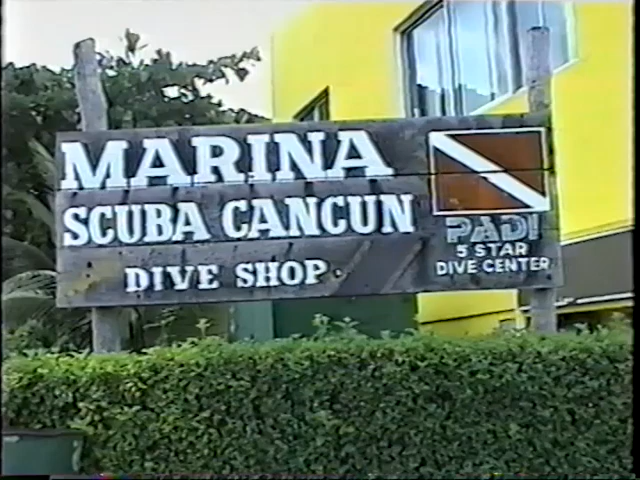 MARINA
SCUBA CANCUN
DIVE SHOP
PADI
5 STAR
DIVE CENTER